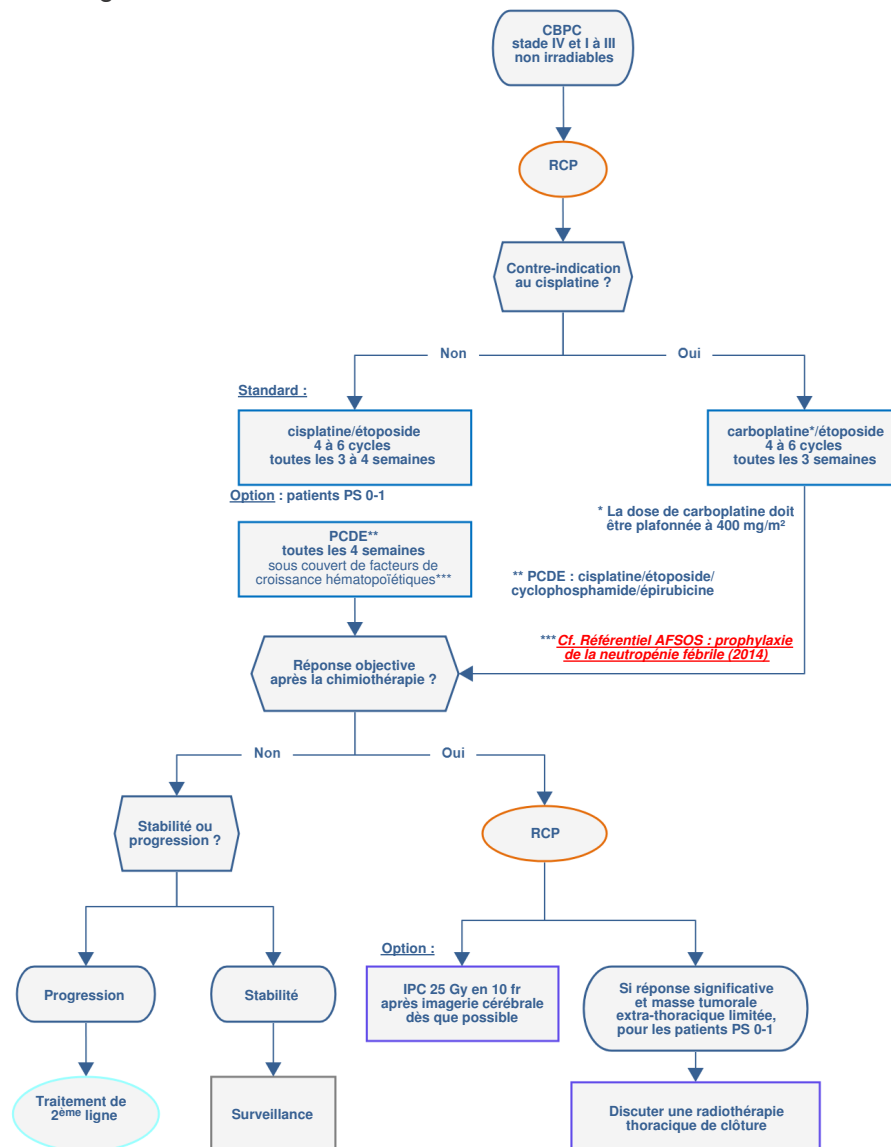 CBPC
stade IV et I à III
non irradiables
RCP
Contre-indication
au cisplatine ?
Non
Oui
Standard :
cisplatine/étoposide
4 à 6 cycles
toutes les 3 à 4 semaines
carboplatine*/étoposide
4 à 6 cycles
toutes les 3 semaines
Option : patients PS 0-1
* La dose de carboplatine doit
être plafonnée à 400 mg/m²
PCDE**
toutes les 4 semaines
sous couvert de facteurs de
croissance hématopoïétiques***
** PCDE : cisplatine/étoposide/
cyclophosphamide/épirubicine
*** Cf. Référentiel AFSOS : prophylaxie
de la neutropénie fébrile (2014)
Réponse objective
après la chimiothérapie ?
Non
Oui
Stabilité ou
progression ?
RCP
Option :
Progression
Stabilité
IPC 25 Gy en 10 fr
après imagerie cérébrale
dès que possible
Si réponse significative
et masse tumorale
extra-thoracique limitée,
pour les patients PS 0-1
Traitement de
2ème ligne
Surveillance
Discuter une radiothérapie
thoracique de clôture